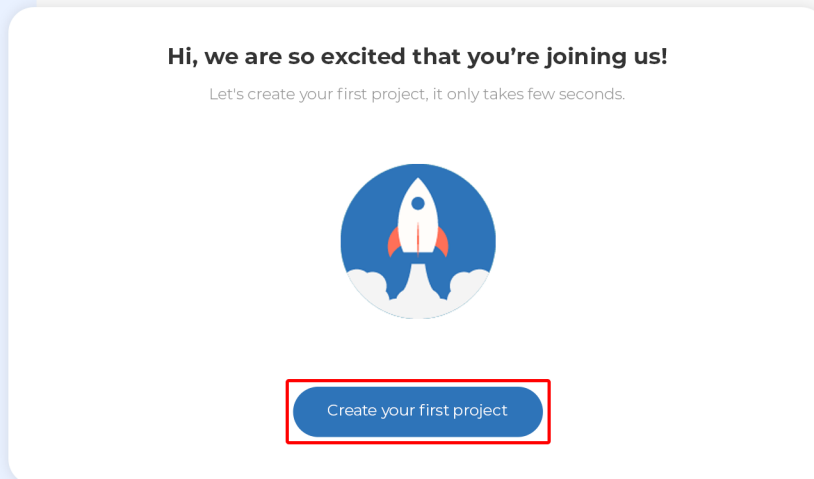 Hi, we are so excited that you’re joining us!
Let's create your first project, it only takes few seconds.
Create your first project